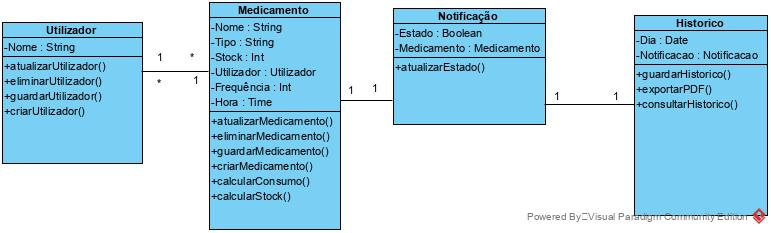 Utilizador
-Nome : String
+atualizarUtilizador()
+eliminarUtilizador()
+guardarUtilizador()
+criarUtilizador()
1
*
*
1
Medicamento
-Nome : String
-Tipo : String
-Stock : Int
-Utilizador : Utilizador
-Frequência : Int
-Hora : Time
+atualizarMedicamento()
+eliminarMedicamento()
+guardarMedicamento()
+criarMedicamento()
+calcularConsumo()
+calcularStock()
1
1
Notificação
-Estado : Boolean
-Medicamento : Medicamento
+atualizarEstado()
1
1
Historico
-Dia : Date
-Notificacao : Notificacao
+guardarHistorico()
+exportarPDF()
+consultarHistorico()
Powered By Visual Paradigm Community Edition